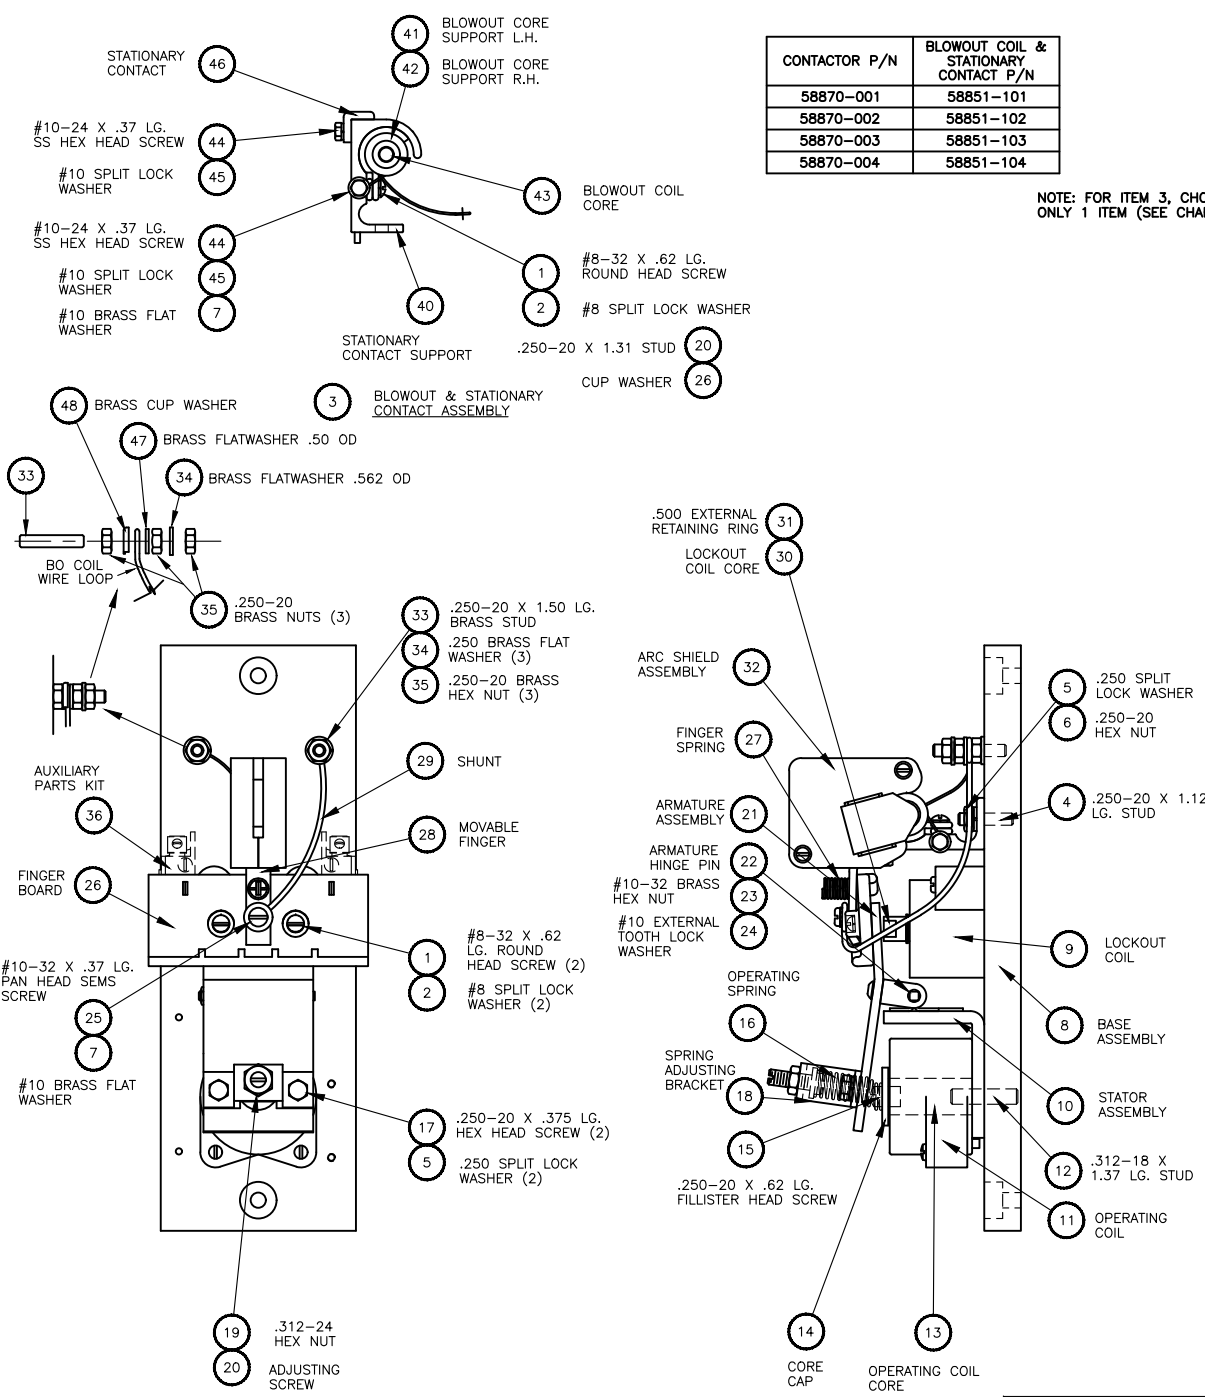 41
BLOWOUT CORE
SUPPORT L.H.
42
BLOWOUT CORE
SUPPORT R.H.
STATIONARY
CONTACT
46
#10-24 X .37 LG.
SS HEX HEAD SCREW
44
#10 SPLIT LOCK
WASHER
45
#10-24 X .37 LG.
SS HEX HEAD SCREW
44
#10 SPLIT LOCK
WASHER
45
#10 BRASS FLAT
WASHER
7
43
BLOWOUT COIL
CORE
1
#8-32 X .62 LG.
ROUND HEAD SCREW
2
#8 SPLIT LOCK WASHER
40
STATIONARY
CONTACT SUPPORT
.250-20 X 1.31 STUD
20
CUP WASHER
26
3
BLOWOUT & STATIONARY
CONTACT ASSEMBLY
CONTACTOR P/N
BLOWOUT COIL &
STATIONARY
CONTACT P/N
58870-001 58851-101
58870-002 58851-102
58870-003 58851-103
58870-004 58851-104
NOTE: FOR ITEM 3,
ONLY 1 ITEM (SEE
48
BRASS CUP WASHER
47
BRASS FLATWASHER .50 OD
33
34
BRASS FLATWASHER .562 OD
BO COIL
WIRE LOOP
35
.250-20
BRASS NUTS (3)
33
.250-20 X 1.50 LG.
BRASS STUD
34
.250 BRASS FLAT
WASHER (3)
35
.250-20 BRASS
HEX NUT (3)
29
SHUNT
AUXILIARY
PARTS KIT
36
28
MOVABLE
FINGER
FINGER
BOARD
26
1
#8-32 X .62
LG. ROUND
HEAD SCREW (2)
2
#8 SPLIT LOCK
WASHER (2)
#10-32 X .37 LG.
PAN HEAD SEMS
SCREW
25
7
#10 BRASS FLAT
WASHER
17
.250-20 X .375 LG.
HEX HEAD SCREW (2)
5
.250 SPLIT LOCK
WASHER (2)
19
.312-24
HEX NUT
20
ADJUSTING
SCREW
.500 EXTERNAL
RETAINING RING
31
LOCKOUT
COIL CORE
30
ARC SHIELD
ASSEMBLY
32
FINGER
SPRING
27
ARMATURE
ASSEMBLY
21
ARMATURE
HINGE PIN
22
#10-32 BRASS
HEX NUT
23
#10 EXTERNAL
TOOTH LOCK
WASHER
24
OPERATING
SPRING
16
SPRING
ADJUSTING
BRACKET
18
15
.250-20 X .62 LG.
FILLISTER HEAD SCREW
5
.250 SPLIT
LOCK WASHER
6
.250-20
HEX NUT
4
.250-20 X 1.12
LG. STUD
9
LOCKOUT
COIL
8
BASE
ASSEMBLY
10
STATOR
ASSEMBLY
12
.312-18 X
1.37 LG. STUD
11
OPERATING
COIL
14
CORE
CAP
13
OPERATING COIL
CORE